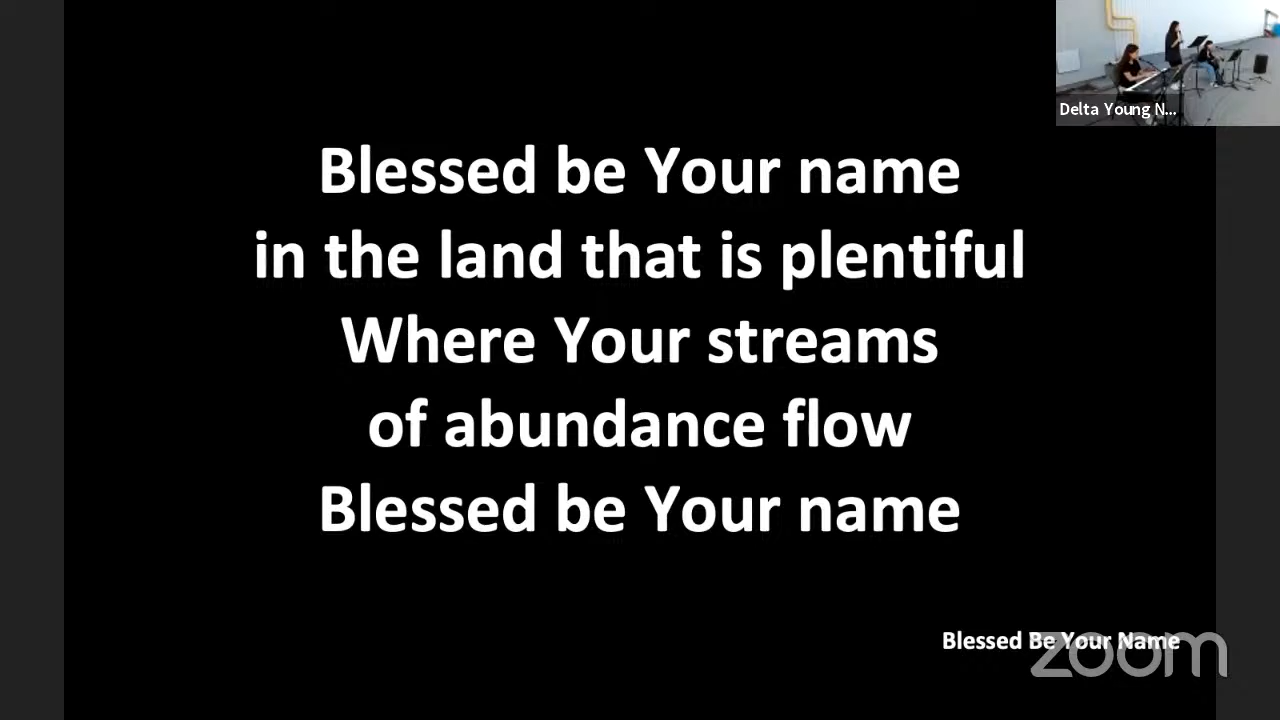 Delta Young N...
Blessed be Your name
in the land that is plentiful
Where Your streams
of abundance flow
Blessed be Your name
Blessed Be Your Name
zoom